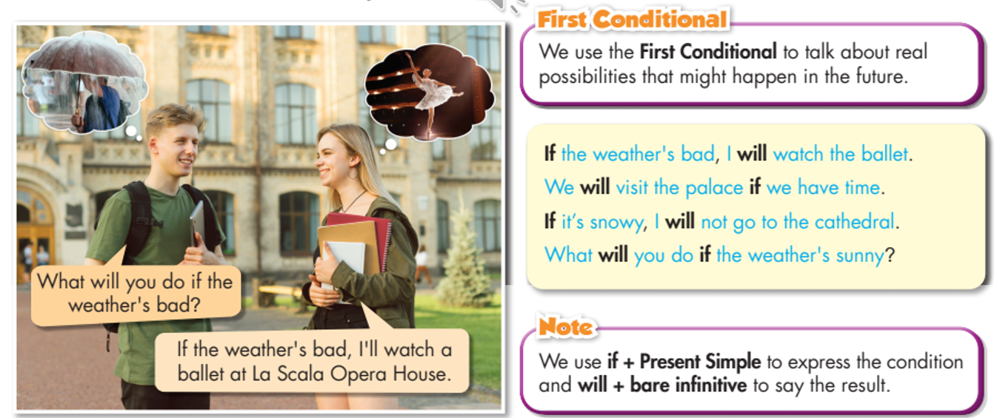 What will you do if the
weather's bad?
If the weather's bad, I'll watch a
ballet at La Scala Opera House.
First Conditional
We use the First Conditional to talk about real
possibilities that might happen in the future.
If the weather's bad, I will watch the ballet.
We will visit the palace if we have time.
If it’s snowy, I will not go to the cathedral.
What will you do if the weather's sunny?
Note
We use if + Present Simple to express the condition
and will + bare infinitive to say the result.